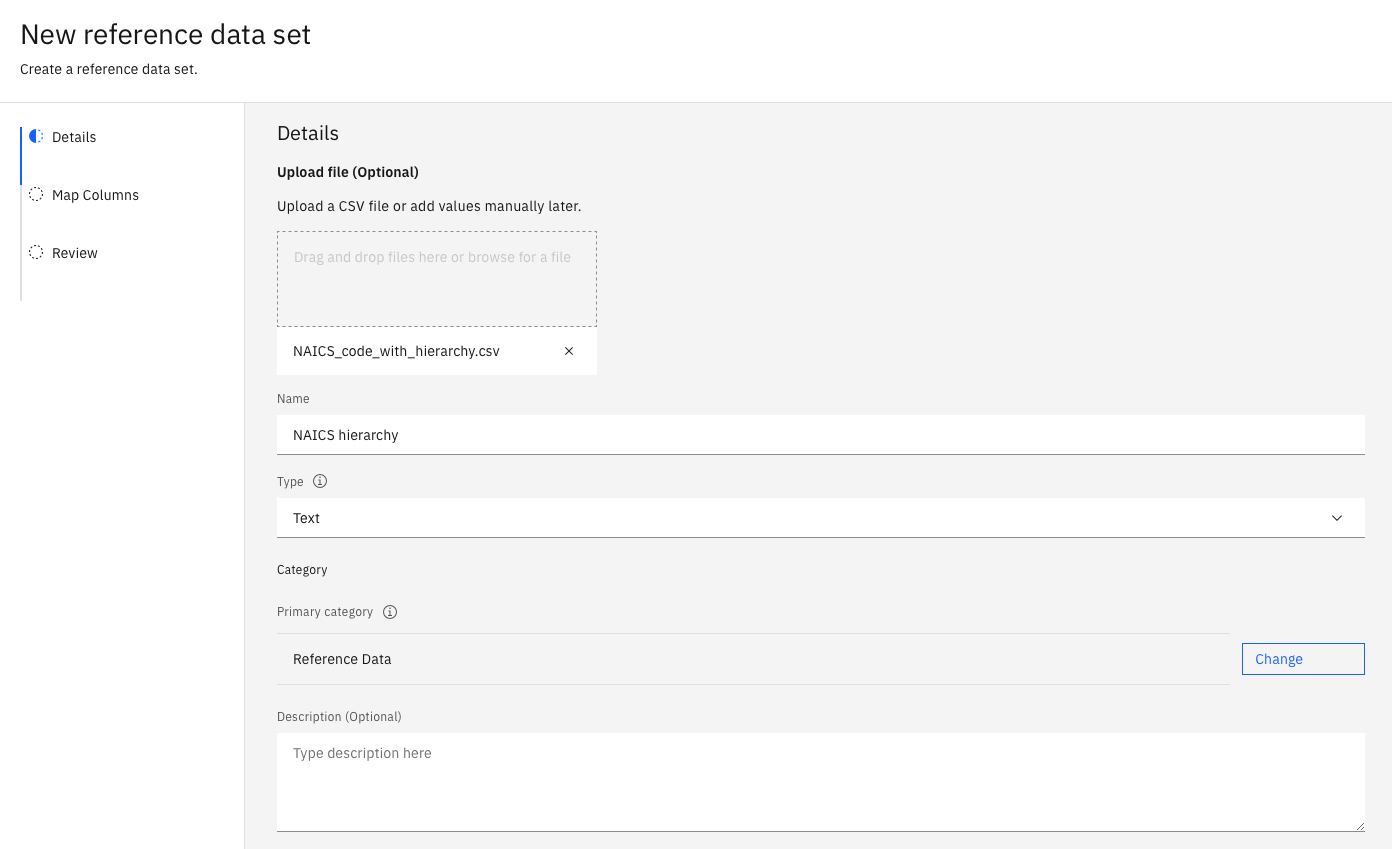 New reference data set
Create a reference data set.
Details
Map Columns
Review
Details
Upload file (Optional)
Upload a CSV file or add values manually later.
Drag and drop files here or browse for a file
NAICS_code_with_hierarchy.csv
Name
NAICS hierarchy
Type
Text
Category
Primary category
Reference Data
Change
Description (Optional)
Type description here